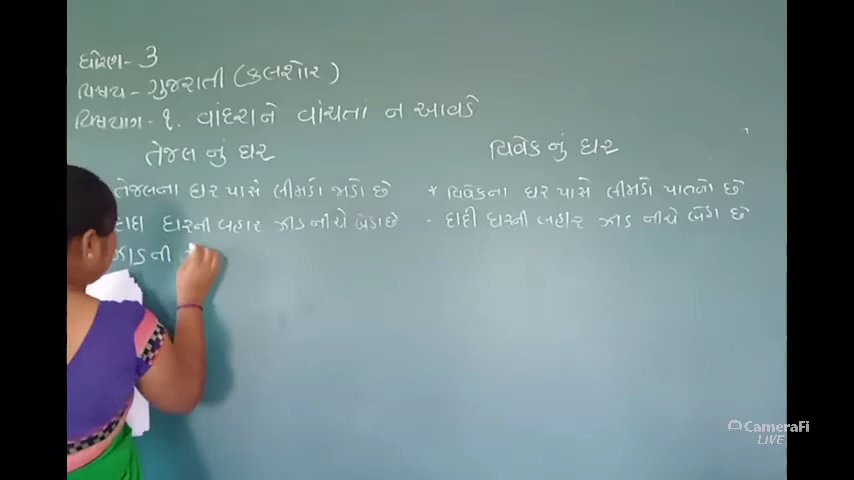 ધોરણ - 3
વિષય - ગુજરાતી (કલશોર)
વિષયાંગ - ૧. વાંદરાને વાંચતાં ન આવડે
તેજલ નું ઘર
તેજલના ઘર પાસે લીમડો જાડો છે
દાદા ઘરની બહાર ઝાડ નીચે બેઠા છે
ઝાડની
વિવેક નું ઘર
* વિવેકના ઘર પાસે લીમડો પાતળો છે
- દાદી ઘરની બહાર ઝાડ નીચે બેઠાં છે
CameraFi
LIVE